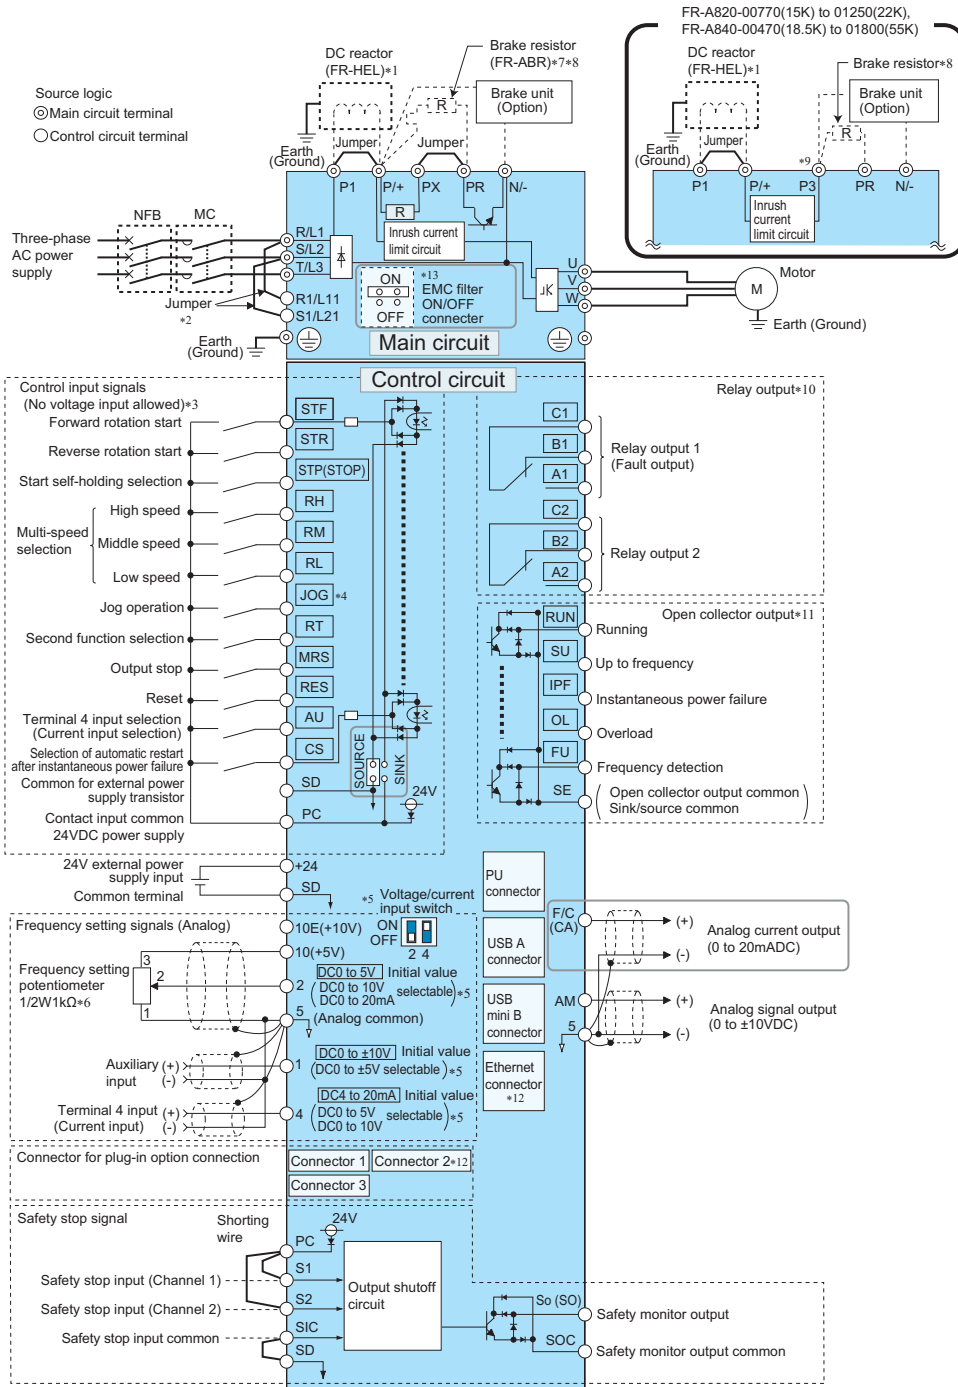 FR-A820-00770(15K) to 01250(22K),
FR-A840-00470(18.5K) to 01800(55K)
DC reactor
(FR-HEL)*1
Brake resistor*8
Brake unit
(Option)
R
Earth
(Ground)
Jumper
*9
P1
P/+
P3
PR
N/-
Inrush
current
limit circuit
Source logic
Main circuit terminal
Control circuit terminal
DC reactor
(FR-HEL)*1
Brake resistor
(FR-ABR)*7*8
Brake unit
(Option)
R
Earth
(Ground)
Jumper
Jumper
P1
P/+
PX
PR
N/-
R
Inrush current
limit circuit
NFB
MC
Three-phase
AC power
supply
R/L1
S/L2
T/L3
R1/L11
S1/L21
Jumper
*2
Earth
(Ground)
ON
OFF
*13
EMC filter
ON/OFF
connecter
U
V
W
Motor
M
Earth (Ground)
Main circuit
Control circuit
Control input signals
(No voltage input allowed)*3
Forward rotation start
STF
Reverse rotation start
STR
Start self-holding selection
STP(STOP)
Multi-speed
selection
High speed
RH
Middle speed
RM
Low speed
RL
Jog operation
JOG
*4
Second function selection
RT
Output stop
MRS
Reset
RES
Terminal 4 input selection
(Current input selection)
AU
Selection of automatic restart
after instantaneous power failure
CS
Common for external power
supply transistor
SD
Contact input common
24VDC power supply
PC
SOURCE
SINK
24V
Relay output*10
C1
B1
A1
Relay output 1
(Fault output)
C2
B2
A2
Relay output 2
Open collector output*11
RUN
Running
SU
Up to frequency
IPF
Instantaneous power failure
OL
Overload
FU
Frequency detection
SE
Open collector output common
Sink/source common
24V external power
supply input
+24
Common terminal
SD
*5 Voltage/current
input switch
ON
OFF
2 4
Frequency setting signals (Analog)
10E(+10V)
10(+5V)
Frequency setting
potentiometer
1/2W1kΩ*6
3
2
1
2
DC0 to 5V Initial value
DC0 to 10V
DC0 to 20mA
selectable
*5
5
(Analog common)
Auxiliary
input
(+)
(-)
1
DC0 to ±10V Initial value
(DC0 to ±5V selectable)*5
Terminal 4 input
(Current input)
(+)
(-)
4
DC4 to 20mA Initial value
DC0 to 5V
DC0 to 10V
selectable
*5
PU
connector
USB A
connector
USB
mini B
connector
Ethernet
connector
*12
F/C
(CA)
(+)
(-)
Analog current output
(0 to 20mADC)
AM
5
(+)
(-)
Analog signal output
(0 to ±10VDC)
Connector for plug-in option connection
Connector 1
Connector 2*12
Connector 3
Safety stop signal
Shorting
wire
24V
PC
Safety stop input (Channel 1)
S1
Safety stop input (Channel 2)
S2
Safety stop input common
SIC
SD
Output shutoff
circuit
So (SO)
Safety monitor output
SOC
Safety monitor output common